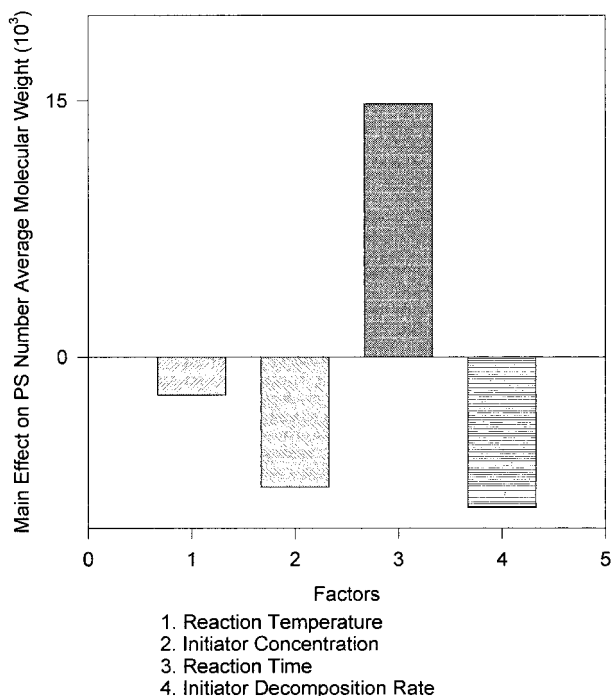 Main Effect on PS Number Average Molecular Weight (10³)
15
0
0 1 2 3 4 5
Factors
1. Reaction Temperature
2. Initiator Concentration
3. Reaction Time
4. Initiator Decomposition Rate